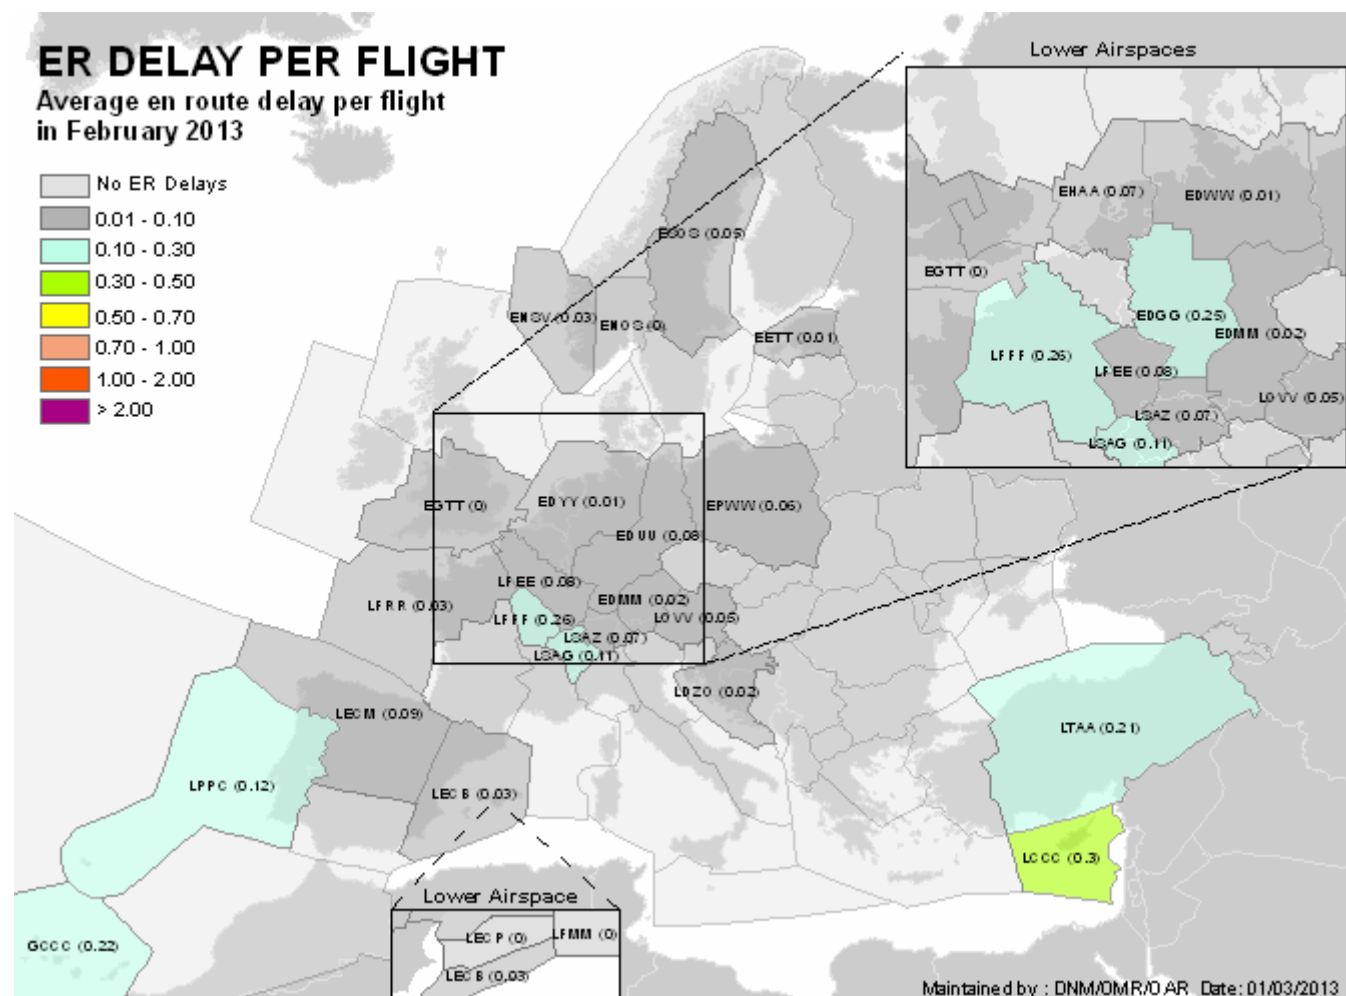 ER DELAY PER FLIGHT
Average en route delay per flight
in February 2013
No ER Delays
0.01 - 0.10
0.10 - 0.30
0.30 - 0.50
0.50 - 0.70
0.70 - 1.00
1.00 - 2.00
> 2.00
Lower Airspaces
EHAA (0.07)
EDWW (0.01)
EGTT (0)
EDGG (0.25)
EDMM (0.02)
LFFF (0.26)
LFEE (0.08)
LOVV (0.05)
LSAZ (0.07)
LSAG (0.11)
ESOS (0.05)
ENSV (0.03)
ENOS (0)
EETT (0.01)
EGTT (0)
EDYY (0.01)
EPWW (0.06)
EDUU (0.08)
LFEE (0.08)
EDMM (0.02)
LFRR (0.03)
LFFF (0.26)
LOVV (0.05)
LSAZ (0.07)
LSAG (0.11)
LDZO (0.02)
LECM (0.09)
LTAA (0.21)
LPPC (0.12)
LECB (0.03)
LCCC (0.3)
Lower Airspace
GCCC (0.22)
LECP (0)
LFMM (0)
LECB (0.03)
Maintained by : DNM/OMR/OAR Date: 01/03/2013